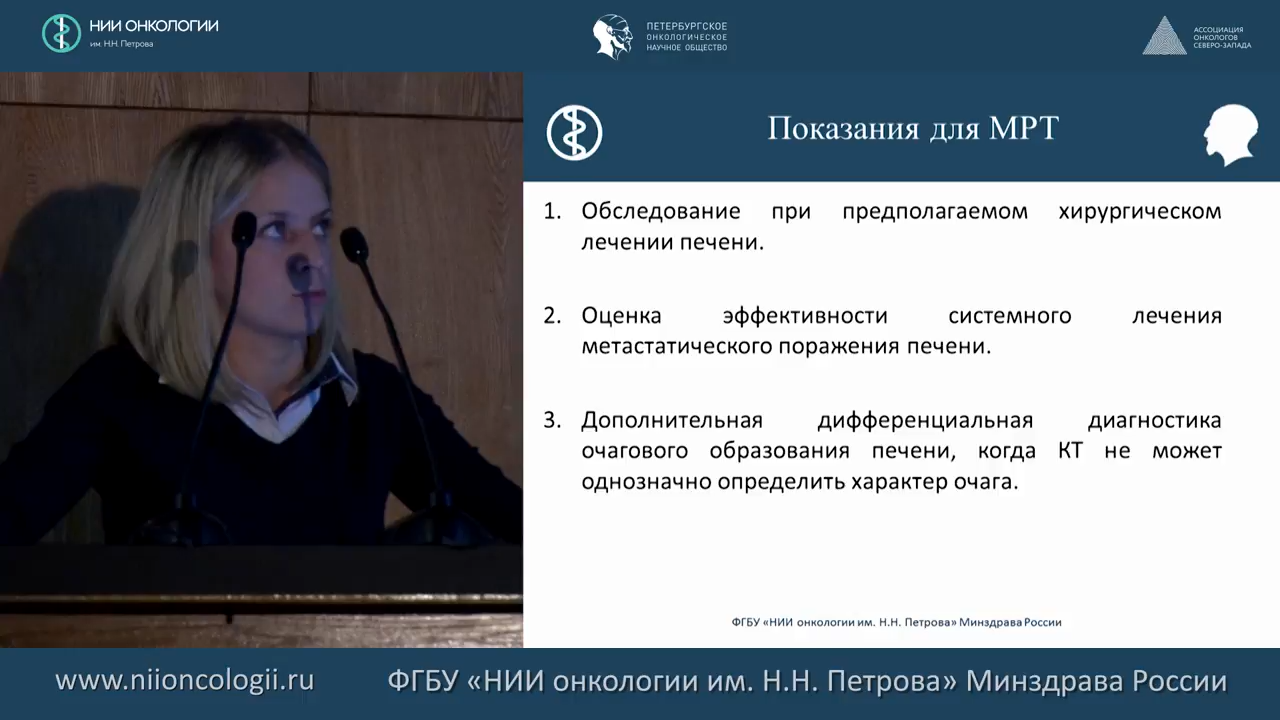 НИИ ОНКОЛОГИИ
им. Н.Н. Петрова
ПЕТЕРБУРГСКОЕ
ОНКОЛОГИЧЕСКОЕ
НАУЧНОЕ ОБЩЕСТВО
АССОЦИАЦИЯ
ОНКОЛОГОВ
СЕВЕРО-ЗАПАДА
Показания для МРТ
1. Обследование при предполагаемом хирургическом
лечении печени.
2. Оценка эффективности системного лечения
метастатического поражения печени.
3. Дополнительная дифференциальная диагностика
очагового образования печени, когда КТ не может
однозначно определить характер очага.
ФГБУ «НИИ онкологии им. Н.Н. Петрова» Минздрава России
www.niioncologii.ru
ФГБУ «НИИ онкологии им. Н.Н. Петрова» Минздрава России